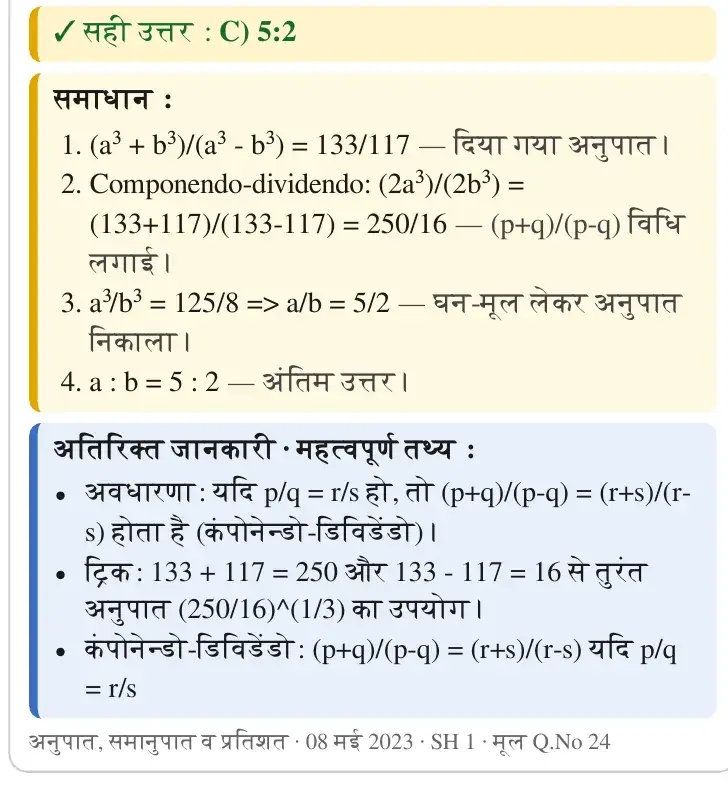 ✓ सही उत्तर : C) 5:2
समाधान :
1. (a³ + b³)/(a³ - b³) = 133/117 — दिया गया अनुपात।
2. Componendo-dividendo: (2a³)/(2b³) =
(133+117)/(133-117) = 250/16 — (p+q)/(p-q) विधि
लगाई।
3. a³/b³ = 125/8 => a/b = 5/2 — घन-मूल लेकर अनुपात
निकाला।
4. a : b = 5 : 2 — अंतिम उत्तर।
अतिरिक्त जानकारी · महत्वपूर्ण तथ्य :
• अवधारणा : यदि p/q = r/s हो, तो (p+q)/(p-q) = (r+s)/(r-
s) होता है (कंपोनेन्डो-डिविडेंडो)।
• ट्रिक : 133 + 117 = 250 और 133 - 117 = 16 से तुरंत
अनुपात (250/16)^(1/3) का उपयोग।
• कंपोनेन्डो-डिविडेंडो : (p+q)/(p-q) = (r+s)/(r-s) यदि p/q
= r/s
अनुपात, समानुपात व प्रतिशत · 08 मई 2023 · SH 1 · मूल Q.No 24